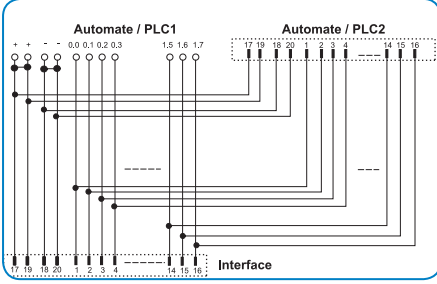 Automate / PLC1 Automate / PLC2
+ + - - 0.0 0.1 0.2 0.3 1.5 1.6 1.7
17 19 18 20 1 2 3 4 14 15 16
17 19 18 20 1 2 3 4 14 15 16
Interface